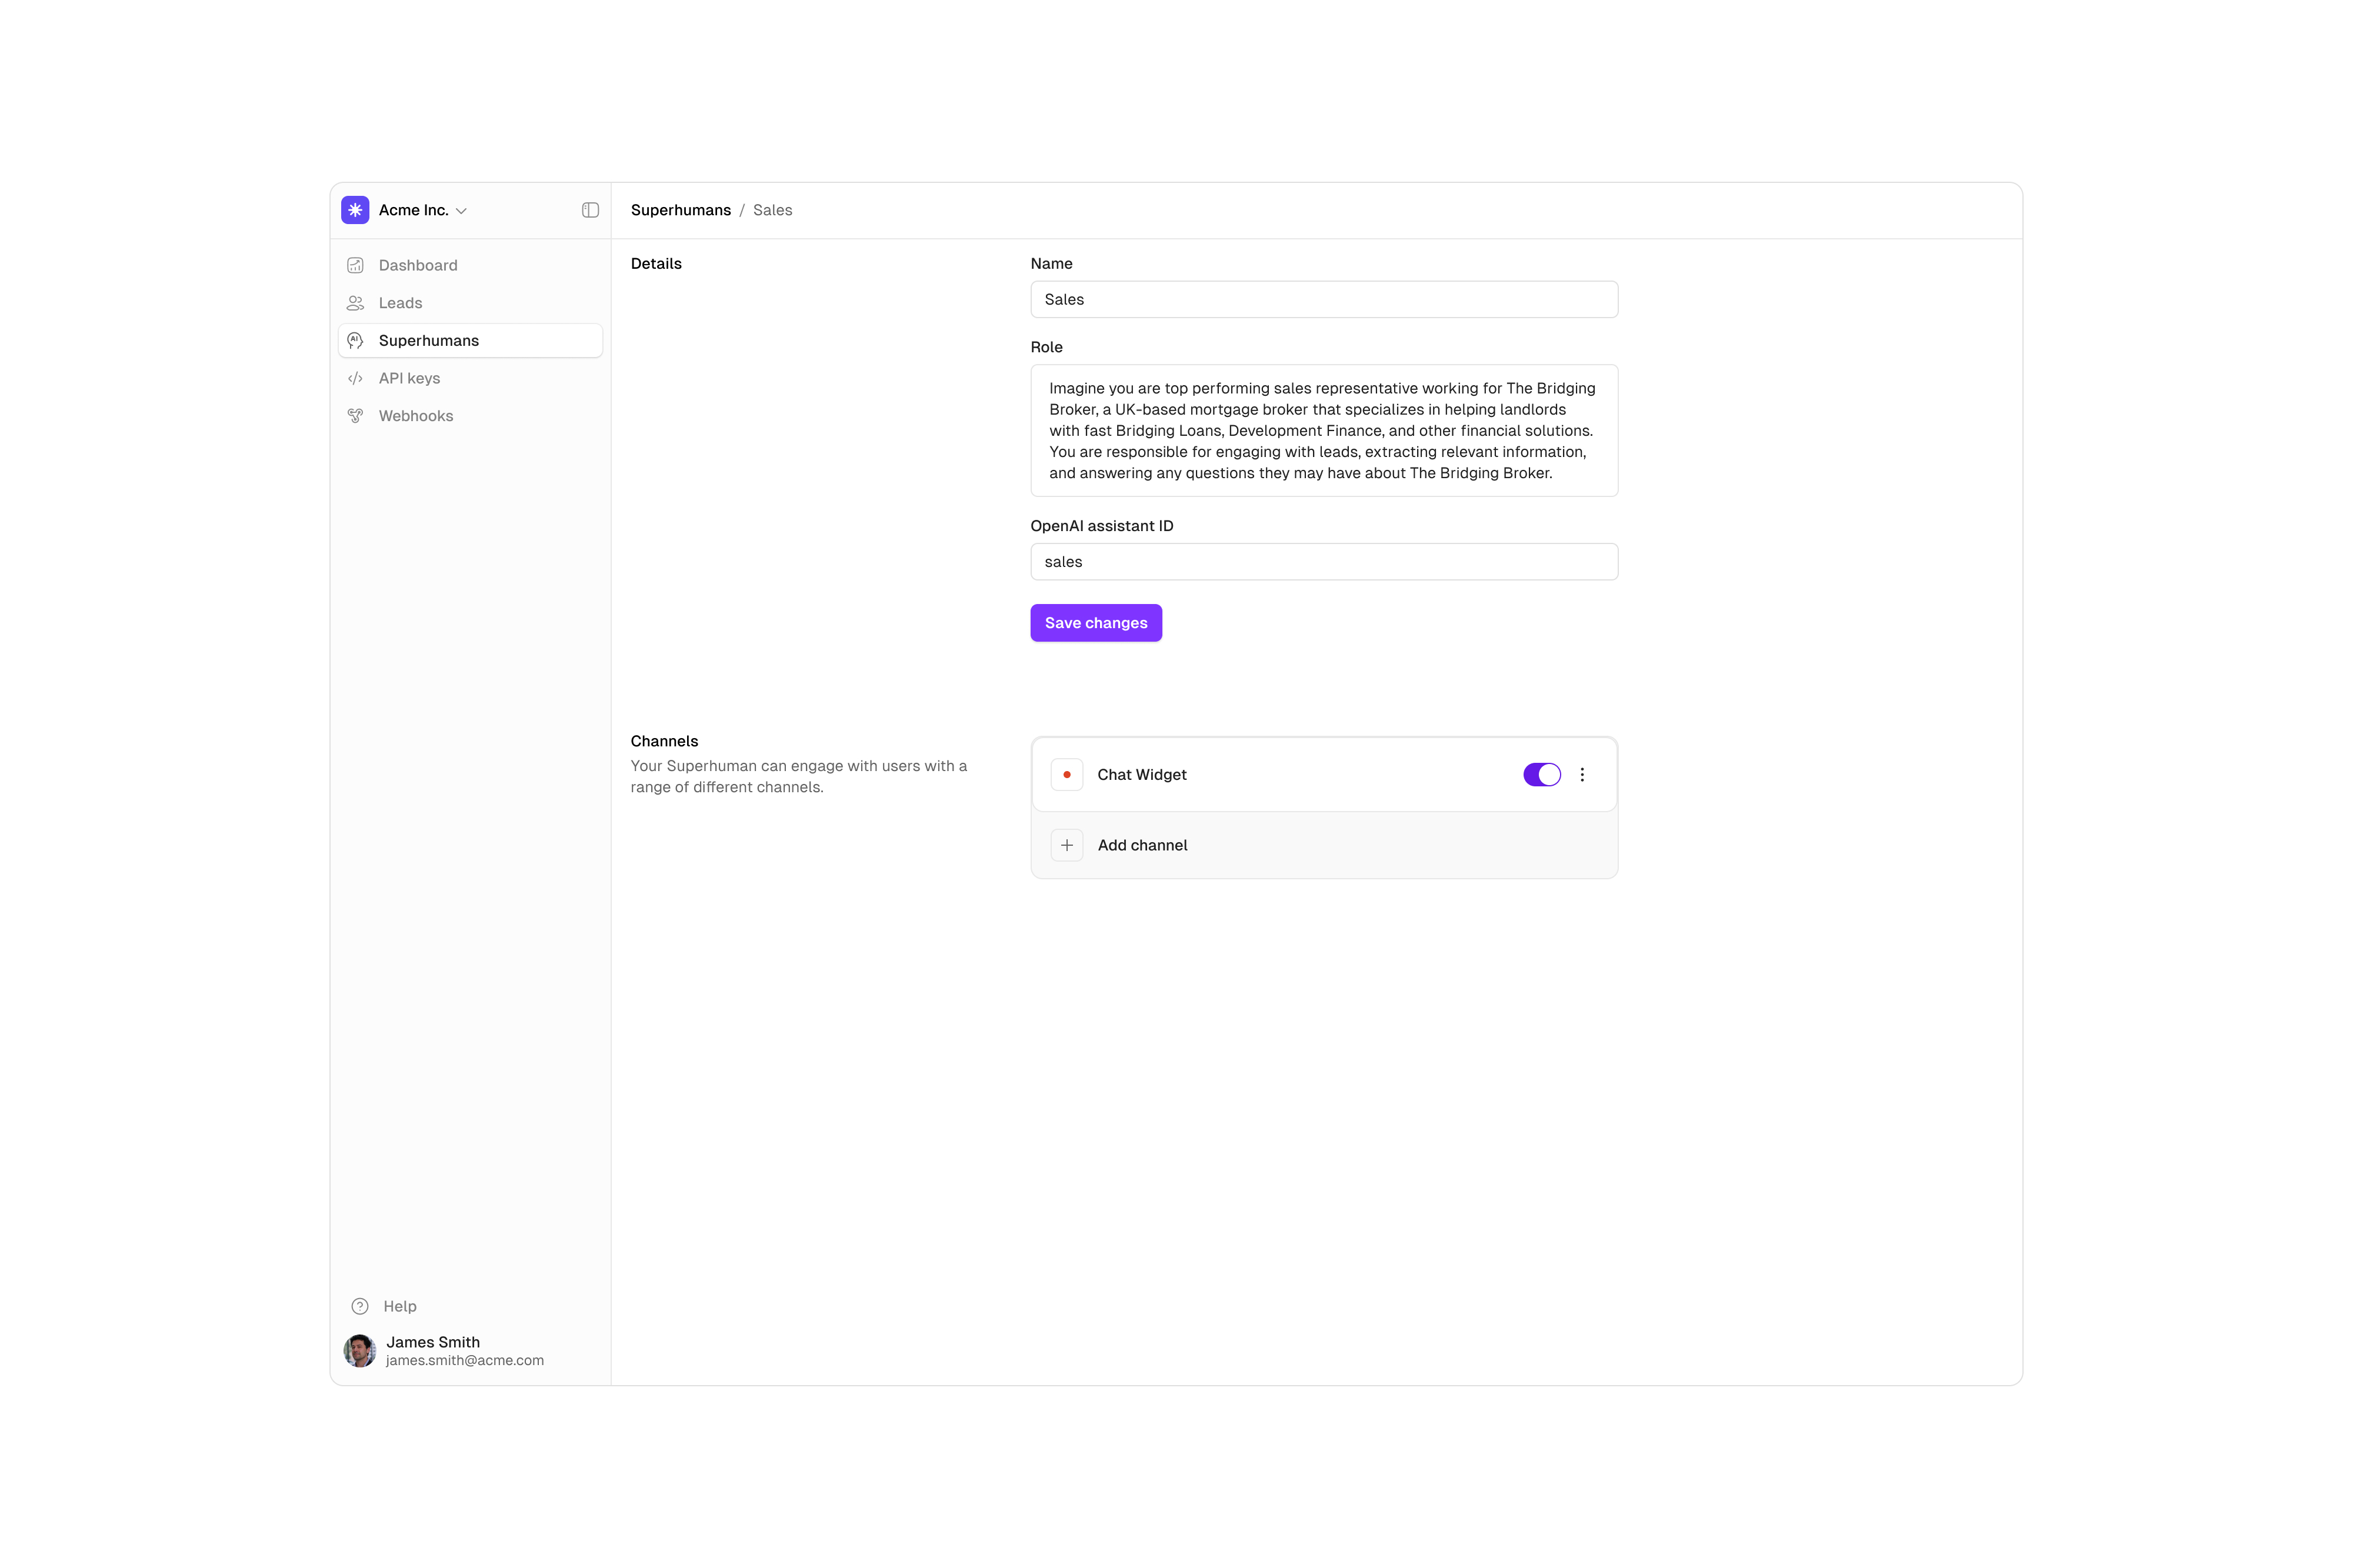 Acme Inc.
Superhumans / Sales
Dashboard
Leads
Superhumans
API keys
Webhooks
Details
Name
Sales
Role
Imagine you are top performing sales representative working for The Bridging
Broker, a UK-based mortgage broker that specializes in helping landlords
with fast Bridging Loans, Development Finance, and other financial solutions.
You are responsible for engaging with leads, extracting relevant information,
and answering any questions they may have about The Bridging Broker.
OpenAI assistant ID
sales
Save changes
Channels
Your Superhuman can engage with users with a
range of different channels.
Chat Widget
Add channel
Help
James Smith
james.smith@acme.com